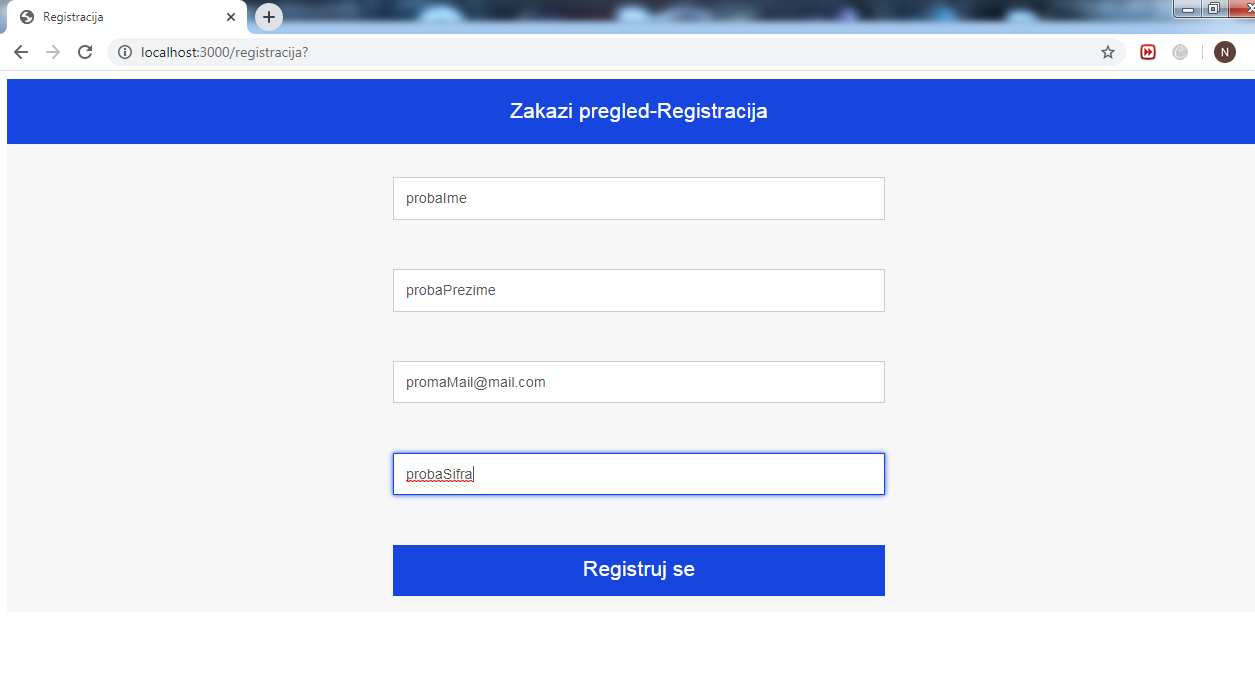 Registracija
localhost:3000/registracija?
N
Zakazi pregled-Registracija
probaIme
probaPrezime
promaMail@mail.com
probaSifra
Registruj se